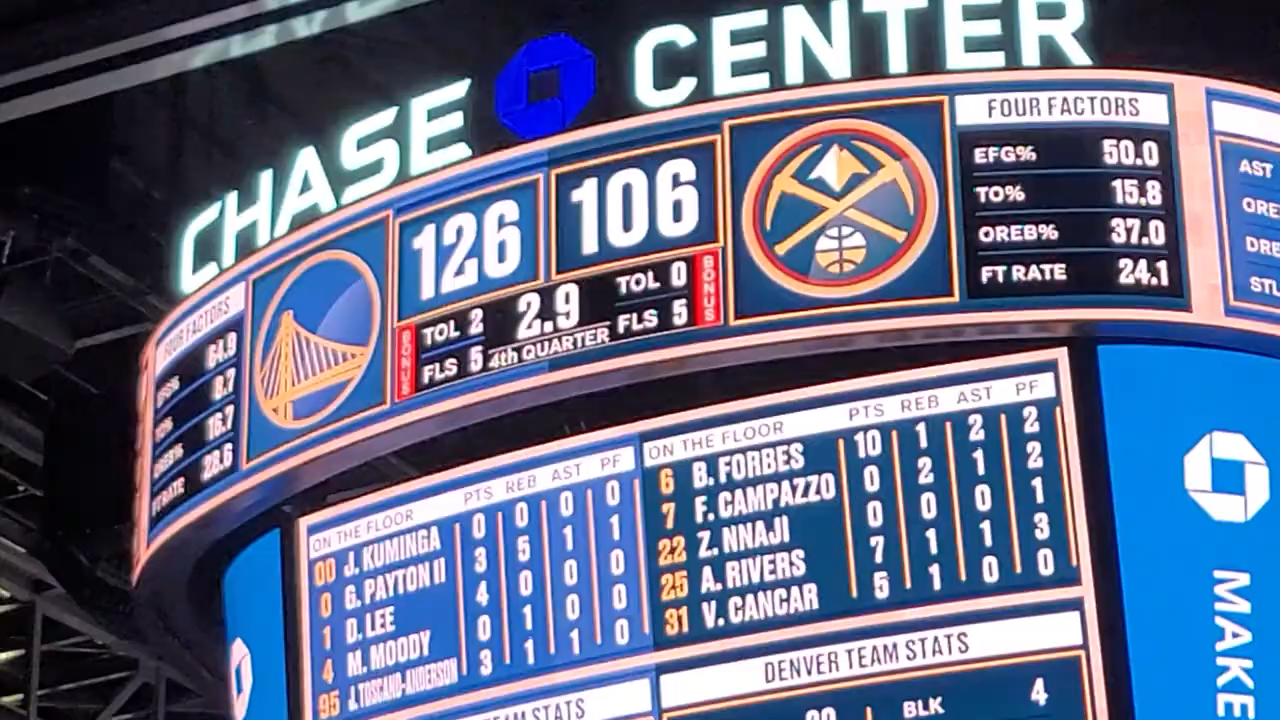 CHASE CENTER
FOUR FACTORS
64.9
8.7
OREB% 16.7
FT RATE 28.6
126 106
TOL 2 2.9 TOL 0
BONUS FLS 5 4th QUARTER FLS 5 BONUS
FOUR FACTORS
EFG% 50.0
TO% 15.8
OREB% 37.0
FT RATE 24.1
AST
ORE
DRE
STL
ON THE FLOOR PTS REB AST PF
00 J. KUMINGA 0 0 0 0
0 G. PAYTON II 3 5 1 1
1 D. LEE 4 0 0 0
4 M. MOODY 0 1 0 0
95 J. TOSCANO-ANDERSON 3 1 1 0
ON THE FLOOR PTS REB AST PF
6 B. FORBES 10 1 2 2
7 F. CAMPAZZO 0 2 1 2
22 Z. NNAJI 0 0 0 1
25 A. RIVERS 7 1 1 3
31 V. CANCAR 5 1 0 0
TEAM STATS
DENVER TEAM STATS
BLK 4
MAKE